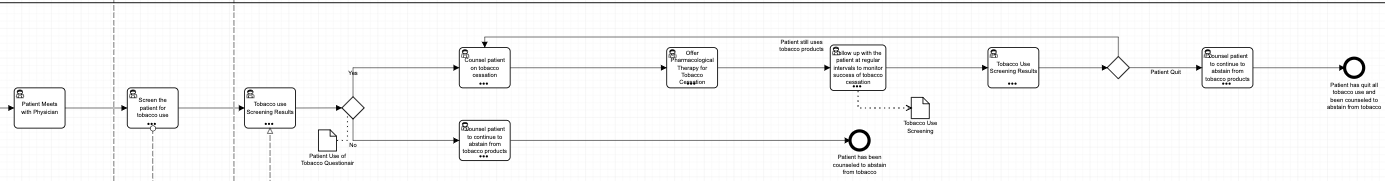 Patient Meets
with Physician
Screen the
patient for
tobacco use
Tobacco use
Screening Results
Yes
No
Patient Use of
Tobacco Questionair
Counsel patient
on tobacco
cessation
Offer
Pharmacological
Therapy for
Tobacco
Cessation
Patient still uses
tobacco products
Follow up with the
patient at regular
intervals to monitor
success of tobacco
cessation
Tobacco Use
Screening
Tobacco Use
Screening Results
Patient Quit
Counsel patient
to continue to
abstain from
tobacco products
Patient has quit all
tobacco use and
been counseled to
abstain from tobacco
Counsel patient
to continue to
abstain from
tobacco products
Patient has been
counseled to abstain
from tobacco